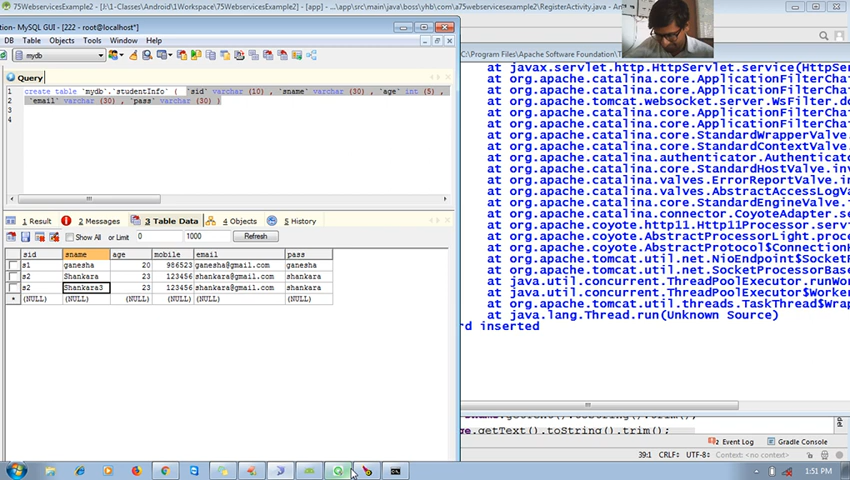 75WebservicesExample2 - [J:\1-Classes\Android\1Workspace\75WebservicesExample2] - [app] - ...\app\src\main\java\boss\yhb\com\a75webservicesexample2\RegisterActivity.java -
ction- MySQL GUI - [222 - root@localhost*]
DB Table Objects Tools Window Help
mydb
C:\Program Files\Apache Software Foundation\T
Query
1 create table `mydb`.`studentInfo` ( `sid` varchar (10) , `sname` varchar (30) , `age` int (5) ,
2 `email` varchar (30) , `pass` varchar (30) )
3
4
1 Result 2 Messages 3 Table Data 4 Objects 5 History
Show All or Limit 0 1000 Refresh
sid sname age mobile email pass
s1 ganesha 20 986523 ganesha@gmail.com ganesha
s2 Shankara 23 123456 shankara@gmail.com shankara
s2 Shankara3 23 123456 shankara@gmail.com shankara
* (NULL) (NULL) (NULL) (NULL) (NULL) (NULL)
at javax.servlet.http.HttpServlet.service(HttpSe
at org.apache.catalina.core.ApplicationFilterCha
at org.apache.catalina.core.ApplicationFilterCha
at org.apache.tomcat.websocket.server.WsFilter.do
at org.apache.catalina.core.ApplicationFilterCha
at org.apache.catalina.core.ApplicationFilterCha
at org.apache.catalina.core.StandardWrapperValve.
at org.apache.catalina.core.StandardContextValve.
at org.apache.catalina.authenticator.Authenticato
at org.apache.catalina.core.StandardHostValve.inv
at org.apache.catalina.valves.ErrorReportValve.in
at org.apache.catalina.valves.AbstractAccessLogVa
at org.apache.catalina.core.StandardEngineValve.i
at org.apache.catalina.connector.CoyoteAdapter.se
at org.apache.coyote.http11.Http11Processor.servi
at org.apache.coyote.AbstractProcessorLight.proce
at org.apache.coyote.AbstractProtocol$ConnectionH
at org.apache.tomcat.util.net.NioEndpoint$SocketP
at org.apache.tomcat.util.net.SocketProcessorBase
at java.util.concurrent.ThreadPoolExecutor.runWor
at java.util.concurrent.ThreadPoolExecutor$Worker
at org.apache.tomcat.util.threads.TaskThread$Wrap
at java.lang.Thread.run(Unknown Source)
rd inserted
ge.getText().toString().trim();
Event Log Gradle Console
39:1 CRLF÷ UTF-8÷ Context: <no context>
1:51 PM